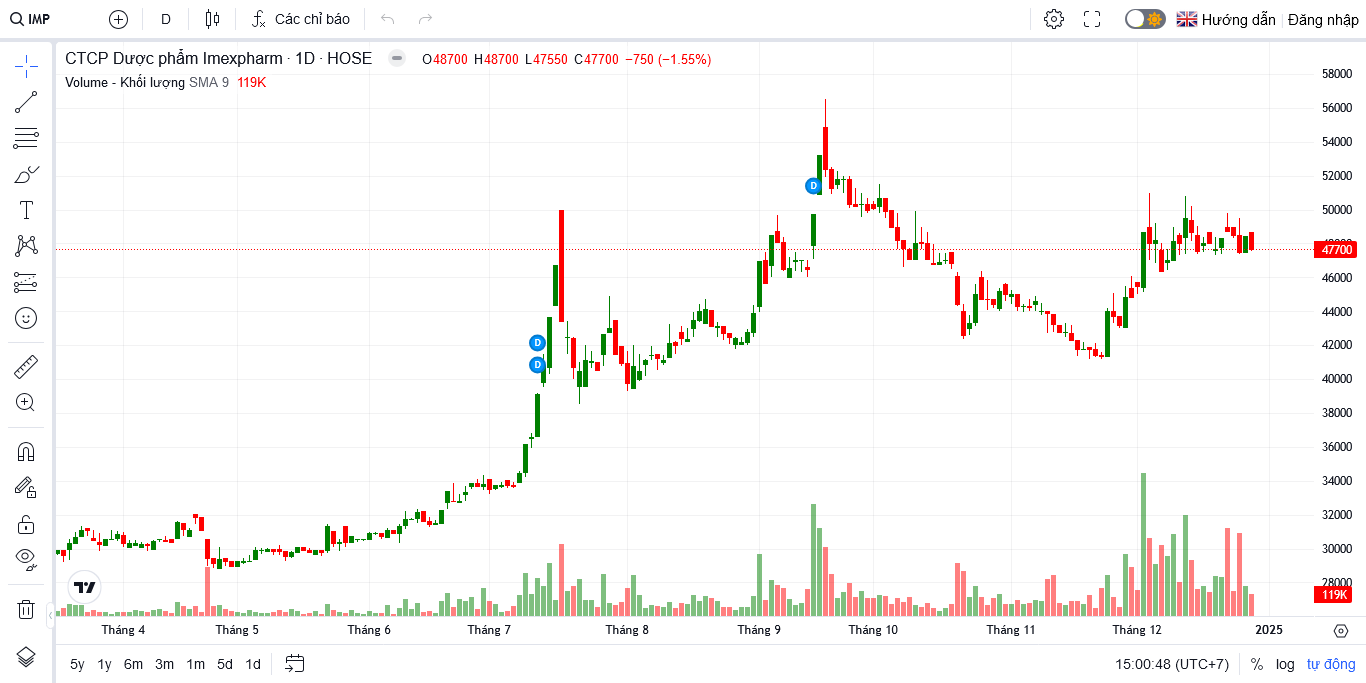 IMP D Các chỉ báo Hướng dẫn Đăng nhập
CTCP Dược phẩm Imexpharm · 1D · HOSE O48700 H48700 L47550 C47700 −750 (−1.55%)
Volume - Khối lượng SMA 9 119K
58000
56000
54000
52000
D
50000
47700
46000
44000
D
42000
D
40000
38000
36000
34000
32000
30000
28000
119K
Tháng 4 Tháng 5 Tháng 6 Tháng 7 Tháng 8 Tháng 9 Tháng 10 Tháng 11 Tháng 12 2025
5y 1y 6m 3m 1m 5d 1d 15:00:48 (UTC+7) % log tự động